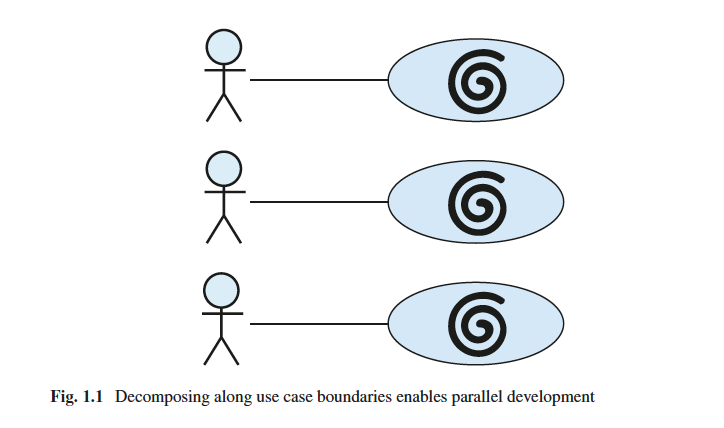 Fig. 1.1 Decomposing along use case boundaries enables parallel development